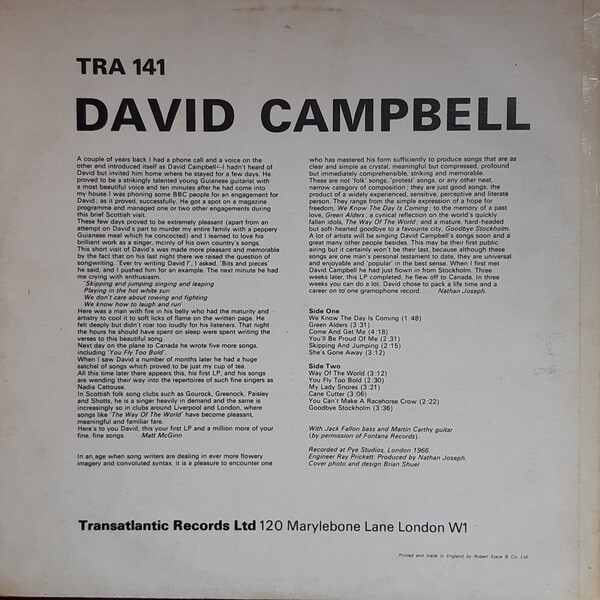 TRA 141
DAVID CAMPBELL
A couple of years back I had a phone call and a voice on the
other end introduced itself as David Campbell—I hadn't heard of
David but invited him home where he stayed for a few days. He
proved to be a strikingly talented young Guianese guitarist with
a most beautiful voice and ten minutes after he had come into
my house I was phoning some BBC people for an engagement for
David; as it proved, successfully. He got a spot on a magazine
programme and managed one or two other engagements during
this brief Scottish visit.
These few days proved to be extremely pleasant (apart from an
attempt on David's part to murder my entire family with a peppery
Guianese meal which he concocted) and I learned to love his
brilliant work as a singer, mcinly of his own country's songs.
This short visit of David's was made more pleasant and memorable
by the fact that on his last night there we raised the question of
songwriting. 'Ever try writing David?', I asked. 'Bits and pieces'
he said, and I pushed him for an example. The next minute he had
me crying with enthusiasm.
'Skipping and jumping singing and leaping
Playing in the hot white sun
We don't care about rowing and fighting
We know how to laugh and run'
Here was a man with fire in his belly who had the maturity and
artistry to cool it to soft licks of flame on the written page. He
felt deeply but didn't roar too loudly for his listeners. That night
the hours he should have spent on sleep were spent writing the
verses to this beautiful song.
Next day on the plane to Canada he wrote five more songs,
including 'You Fly Too Bold'.
When I saw David a number of months later he had a huge
satchel of songs which proved to be just my cup of tea.
All this time later there appears this, his first LP, and his songs
are wending their way into the repertoires of such fine singers as
Nadia Cattouse.
In Scottish folk song clubs such as Gourock, Greenock, Paisley
and Shotts, he is a singer heavily in demand and the same is
increasingly so in clubs around Liverpool and London, where
songs like 'The Way Of The World' have become pleasant,
meaningful and familiar fare.
Here's to you David, this your first LP and a million more of your
fine, fine songs. Matt McGinn
In an age when song writers are dealing in ever more flowery
imagery and convoluted syntax, it is a pleasure to encounter one
who has mastered his form sufficiently to produce songs that are as
clear and simple as crystal, meaningful but compressed, profound
but immediately comprehensible, striking and memorable.
These are not 'folk' songs, 'protest' songs, or any other neat,
narrow category of composition; they are just good songs, the
product of a widely experienced, sensitive, perceptive and literate
person. They range from the simple expression of a hope for
freedom, We Know The Day Is Coming; to the memory of a past
love, Green Alders; a cynical reflection on the world's quickly
fallen idols, The Way Of The World; and a mature, hard-headed
but soft-hearted goodbye to a favourite city, Goodbye Stockholm.
A lot of artists will be singing David Campbell's songs soon and a
great many other people besides. This may be their first public
airing but it certainly won't be their last, because although these
songs are one man's personal testament to date, they are universal
and enjoyable and 'popular' in the best sense. When I first met
David Campbell he had just flown in from Stockholm. Three
weeks later, this LP completed, he flew off to Canada. In three
weeks you can do a lot. David chose to pack a life time and a
career on to one gramophone record. Nathan Joseph.
Side One
We Know The Day Is Coming (1:48)
Green Alders (3:31)
Come And Get Me (4:18)
You'll Be Proud Of Me (2:31)
Skipping And Jumping (2:15)
She's Gone Away (3:12)
Side Two
Way Of The World (3:12)
You Fly Too Bold (2:30)
My Lady Snores (3:21)
Cane Cutter (3:06)
You Can't Make A Racehorse Crow (2:22)
Goodbye Stockholm (3:36)
With Jack Fallon bass and Martin Carthy guitar
(by permission of Fontana Records).
Recorded at Pye Studios, London 1966.
Engineer Ray Prickett. Produced by Nathan Joseph.
Cover photo and design Brian Shuel
Transatlantic Records Ltd 120 Marylebone Lane London W1
Printed and made in England by Robert Stace & Co. Ltd.